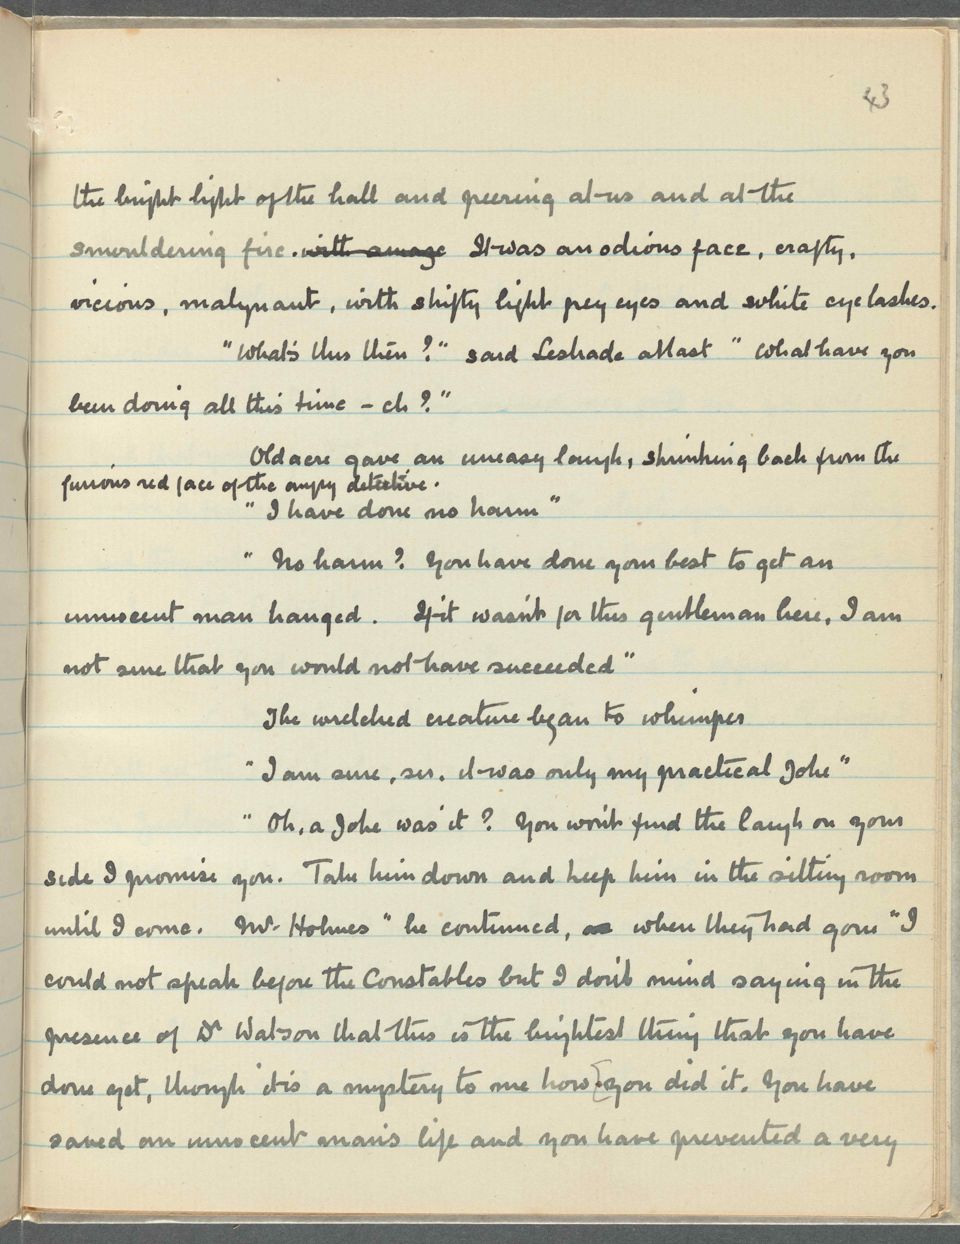 43
the bright light of the hall and peering at us and at the
smouldering fire. with amaze It was an odious face, crafty,
vicious, malignant, with shifty light grey eyes and white eyelashes.
"What's this then?" said Lestrade at last "What have you
been doing all this time – eh?"
Oldacre gave an uneasy laugh, shrinking back from the
furious red face of the angry detective.
"I have done no harm"
"No harm? You have done your best to get an
innocent man hanged. If it wasn't for this gentleman here, I am
not sure that you would not have succeeded"
The wretched creature began to whimper
"I am sure, sir, it was only my practical Joke"
"Oh, a Joke was it? You won't find the laugh on your
side I promise you. Take him down and keep him in the sitting room
until I come. Mr Holmes" he continued, when they had gone "I
could not speak before the Constables but I don't mind saying in the
presence of Dr Watson that this is the brightest thing that you have
done yet, though it is a mystery to me how [you did it. You have
saved an innocent man's life and you have prevented a very